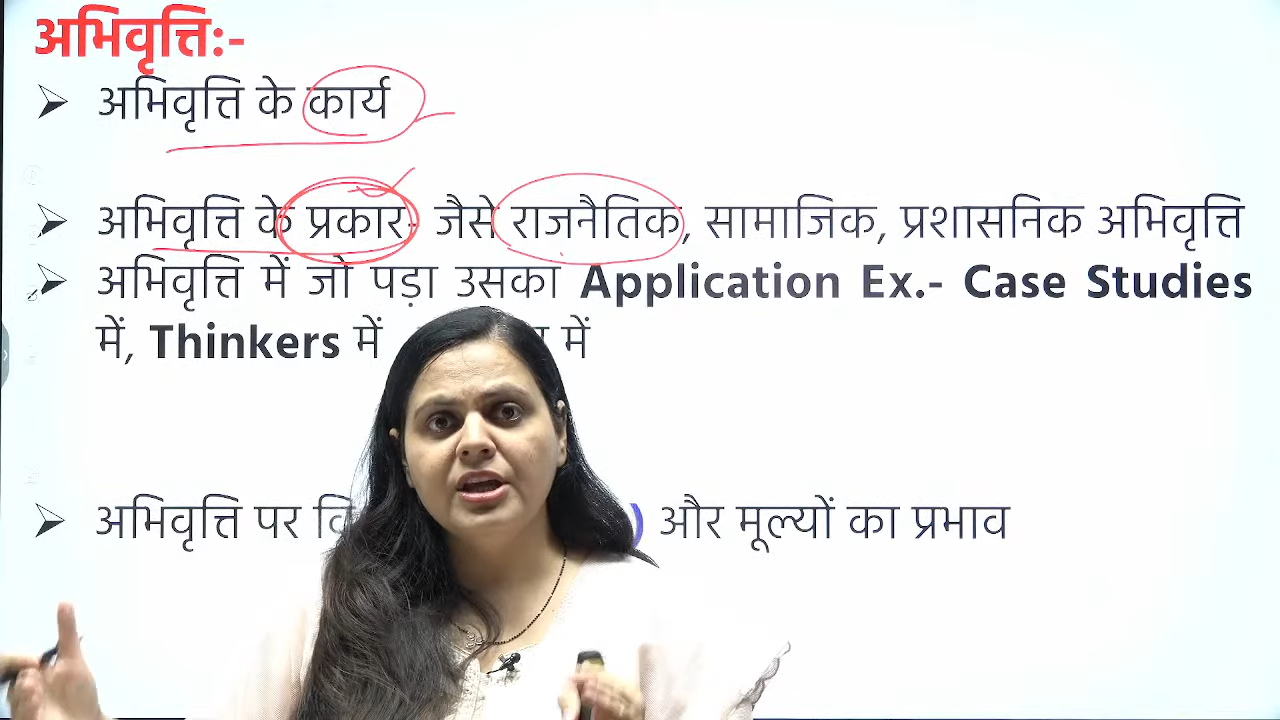 अभिवृत्ति:-
➢ अभिवृत्ति के कार्य
➢ अभिवृत्ति के प्रकार- जैसे राजनैतिक, सामाजिक, प्रशासनिक अभिवृत्ति
➢ अभिवृत्ति में जो पड़ा उसका Application Ex.- Case Studies
में, Thinkers में में
➢ अभिवृत्ति पर ) और मूल्यों का प्रभाव